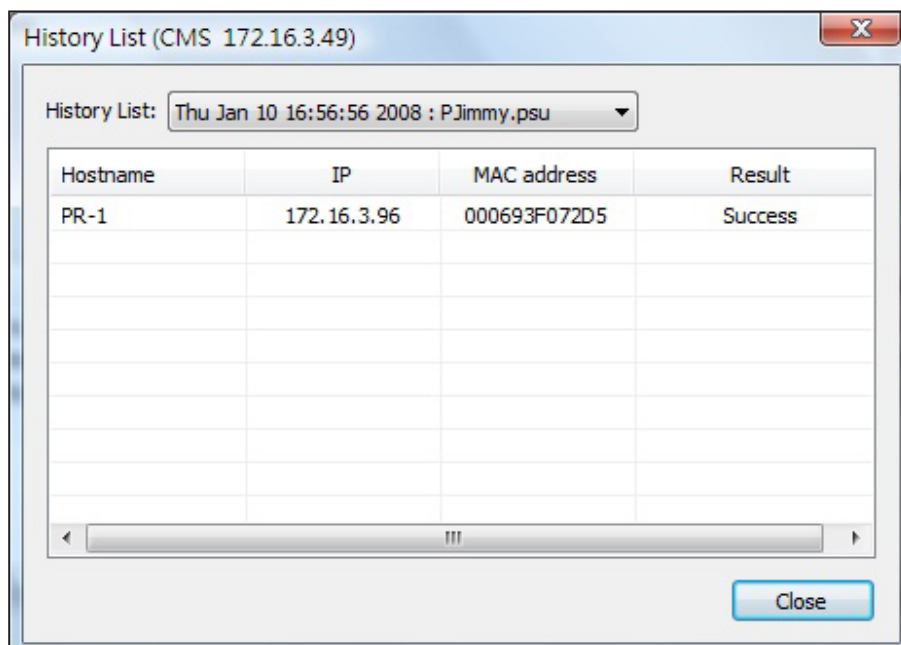 History List (CMS  172.16.3.49)
History List: Thu Jan 10 16:56:56 2008 : PJimmy.psu
Hostname IP MAC address Result
PR-1 172.16.3.96 000693F072D5 Success
Close